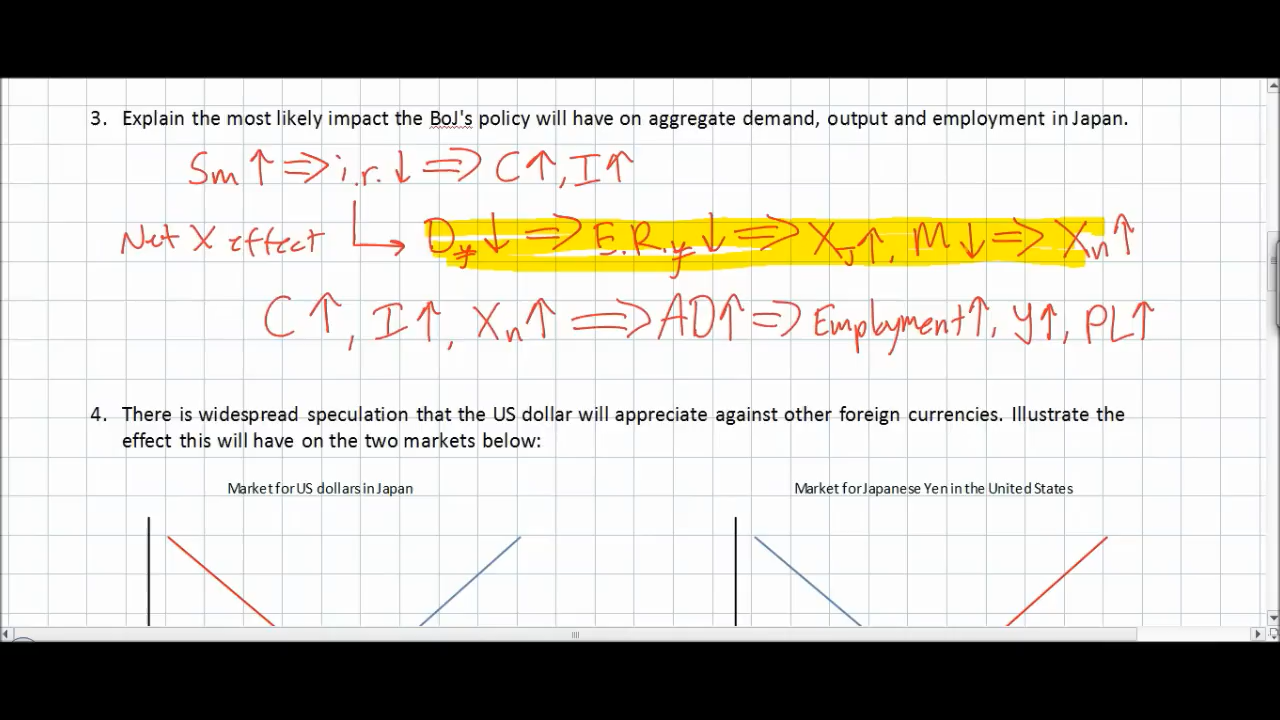 3. Explain the most likely impact the BoJ's policy will have on aggregate demand, output and employment in Japan.
Sm ↑ ⇒ i.r. ↓ ⇒ C↑, I↑
Net X effect ↳ D¥ ↓ ⇒ E.R.y ↓ ⇒ XJ↑, M↓ ⇒ Xn↑
C↑, I↑, Xn↑ ⇒ AD↑ ⇒ Employment↑, Y↑, PL↑
4. There is widespread speculation that the US dollar will appreciate against other foreign currencies. Illustrate the
effect this will have on the two markets below:
Market for US dollars in Japan
Market for Japanese Yen in the United States